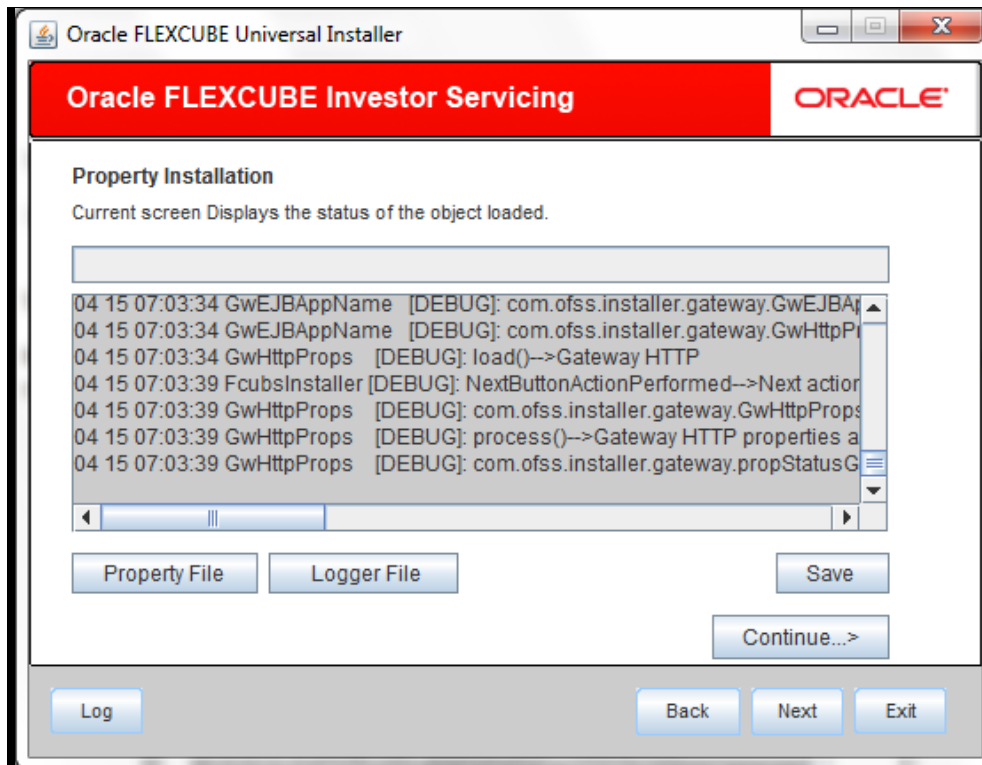 Oracle FLEXCUBE Universal Installer
Oracle FLEXCUBE Investor Servicing
ORACLE
Property Installation
Current screen Displays the status of the object loaded.
04 15 07:03:34 GwEJBAppName [DEBUG]: com.ofss.installer.gateway.GwEJBAp
04 15 07:03:34 GwEJBAppName [DEBUG]: com.ofss.installer.gateway.GwHttpPr
04 15 07:03:34 GwHttpProps [DEBUG]: load()-->Gateway HTTP
04 15 07:03:39 FcubsInstaller [DEBUG]: NextButtonActionPerformed-->Next action
04 15 07:03:39 GwHttpProps [DEBUG]: com.ofss.installer.gateway.GwHttpProps
04 15 07:03:39 GwHttpProps [DEBUG]: process()-->Gateway HTTP properties a
04 15 07:03:39 GwHttpProps [DEBUG]: com.ofss.installer.gateway.propStatusG
Property File Logger File Save
Continue...>
Log Back Next Exit